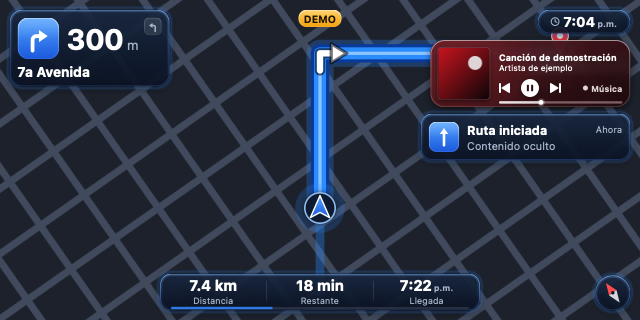 DEMO
7:04 p.m.
300 m
7a Avenida
Canción de demostración
Artista de ejemplo
Música
Ruta iniciada
Ahora
Contenido oculto
7.4 km
Distancia
18 min
Restante
7:22 p.m.
Llegada